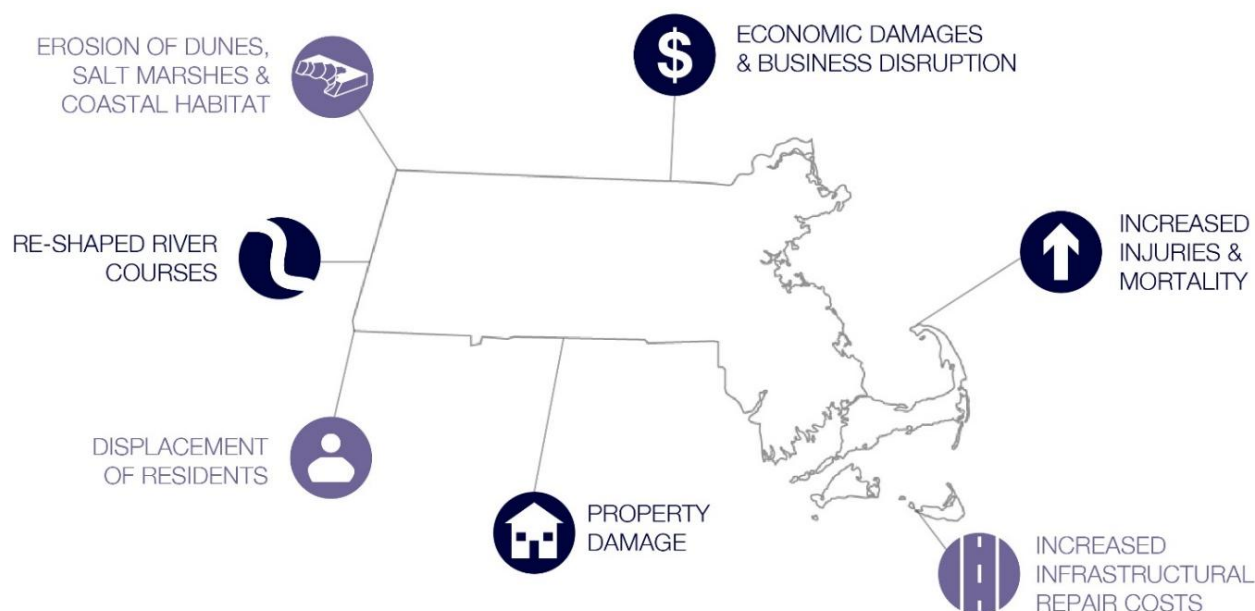 EROSION OF DUNES,
SALT MARSHES &
COASTAL HABITAT
$
ECONOMIC DAMAGES
& BUSINESS DISRUPTION
RE-SHAPED RIVER
COURSES
INCREASED
INJURIES &
MORTALITY
DISPLACEMENT
OF RESIDENTS
PROPERTY
DAMAGE
INCREASED
INFRASTRUCTURAL
REPAIR COSTS